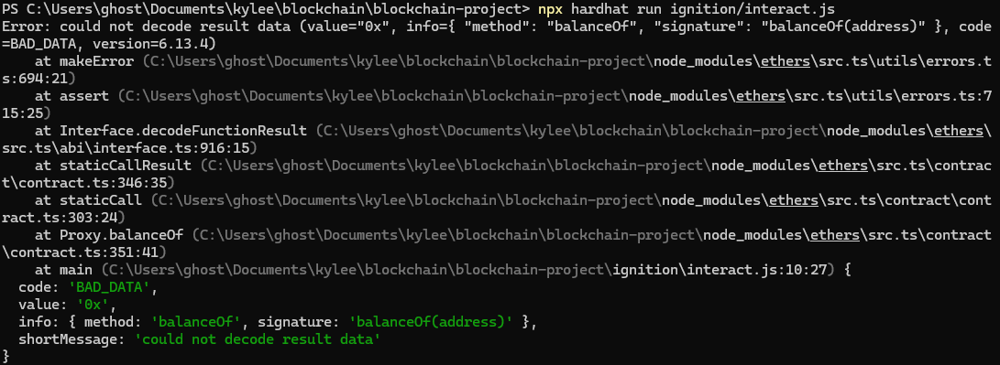 PS C:\Users\ghost\Documents\kylee\blockchain\blockchain-project> npx hardhat run ignition/interact.js
Error: could not decode result data (value="0x", info={ "method": "balanceOf", "signature": "balanceOf(address)" }, code
=BAD_DATA, version=6.13.4)
    at makeError (C:\Users\ghost\Documents\kylee\blockchain\blockchain-project\node_modules\ethers\src.ts\utils\errors.t
s:694:21)
    at assert (C:\Users\ghost\Documents\kylee\blockchain\blockchain-project\node_modules\ethers\src.ts\utils\errors.ts:7
15:25)
    at Interface.decodeFunctionResult (C:\Users\ghost\Documents\kylee\blockchain\blockchain-project\node_modules\ethers\
src.ts\abi\interface.ts:916:15)
    at staticCallResult (C:\Users\ghost\Documents\kylee\blockchain\blockchain-project\node_modules\ethers\src.ts\contrac
t\contract.ts:346:35)
    at staticCall (C:\Users\ghost\Documents\kylee\blockchain\blockchain-project\node_modules\ethers\src.ts\contract\cont
ract.ts:303:24)
    at Proxy.balanceOf (C:\Users\ghost\Documents\kylee\blockchain\blockchain-project\node_modules\ethers\src.ts\contract
\contract.ts:351:41)
    at main (C:\Users\ghost\Documents\kylee\blockchain\blockchain-project\ignition\interact.js:10:27) {
  code: 'BAD_DATA',
  value: '0x',
  info: { method: 'balanceOf', signature: 'balanceOf(address)' },
  shortMessage: 'could not decode result data'
}